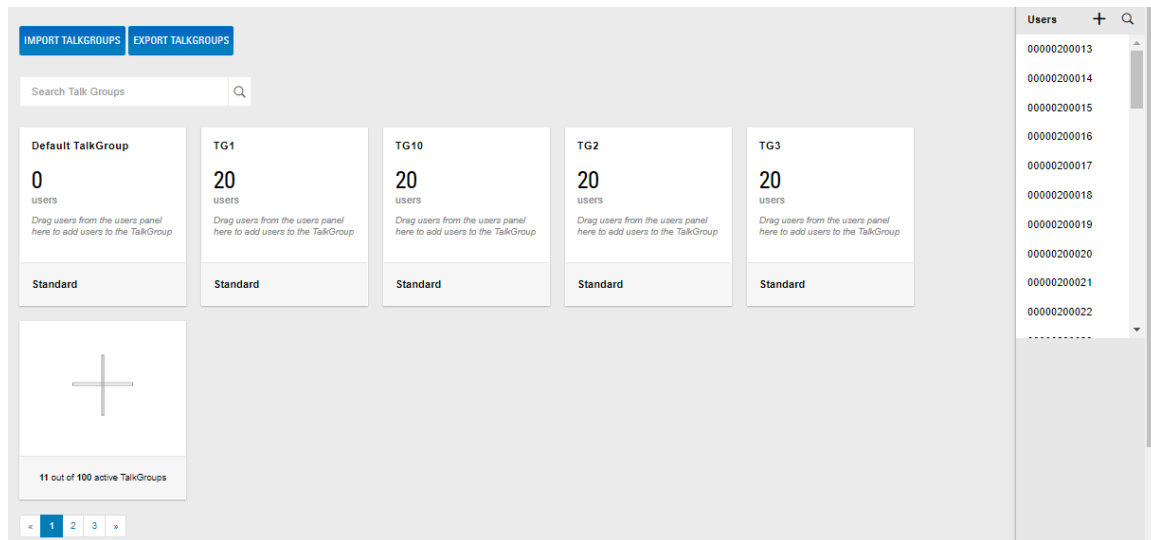 IMPORT TALKGROUPS
EXPORT TALKGROUPS
Search Talk Groups
Default TalkGroup
0
users
Drag users from the users panel
here to add users to the TalkGroup
Standard
TG1
20
users
Drag users from the users panel
here to add users to the TalkGroup
Standard
TG10
20
users
Drag users from the users panel
here to add users to the TalkGroup
Standard
TG2
20
users
Drag users from the users panel
here to add users to the TalkGroup
Standard
TG3
20
users
Drag users from the users panel
here to add users to the TalkGroup
Standard
11 out of 100 active TalkGroups
« 1 2 3 »
Users
00000200013
00000200014
00000200015
00000200016
00000200017
00000200018
00000200019
00000200020
00000200021
00000200022